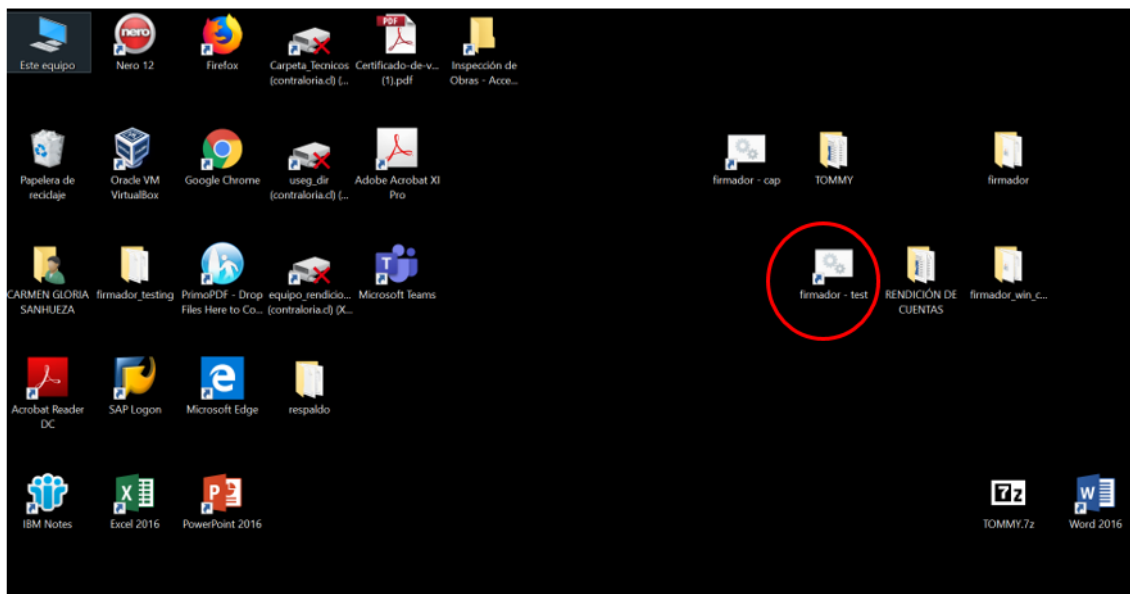 Este equipo
Nero 12
Firefox
Carpeta_Tecnicos
(contraloria.cl) (...
Certificado-de-v...
(1).pdf
Inspección de
Obras - Acce...
Papelera de
reciclaje
Oracle VM
VirtualBox
Google Chrome
useg_dir
(contraloria.cl) (...
Adobe Acrobat XI
Pro
firmador - cap
TOMMY
firmador
CARMEN GLORIA
SANHUEZA
firmador_testing
PrimoPDF - Drop
Files Here to Co...
equipo_rendicio...
(contraloria.cl) (X...
Microsoft Teams
firmador - test
RENDICIÓN DE
CUENTAS
firmador_win_c...
Acrobat Reader
DC
SAP Logon
Microsoft Edge
respaldo
IBM Notes
Excel 2016
PowerPoint 2016
TOMMY.7z
Word 2016
nero
PDF
7z